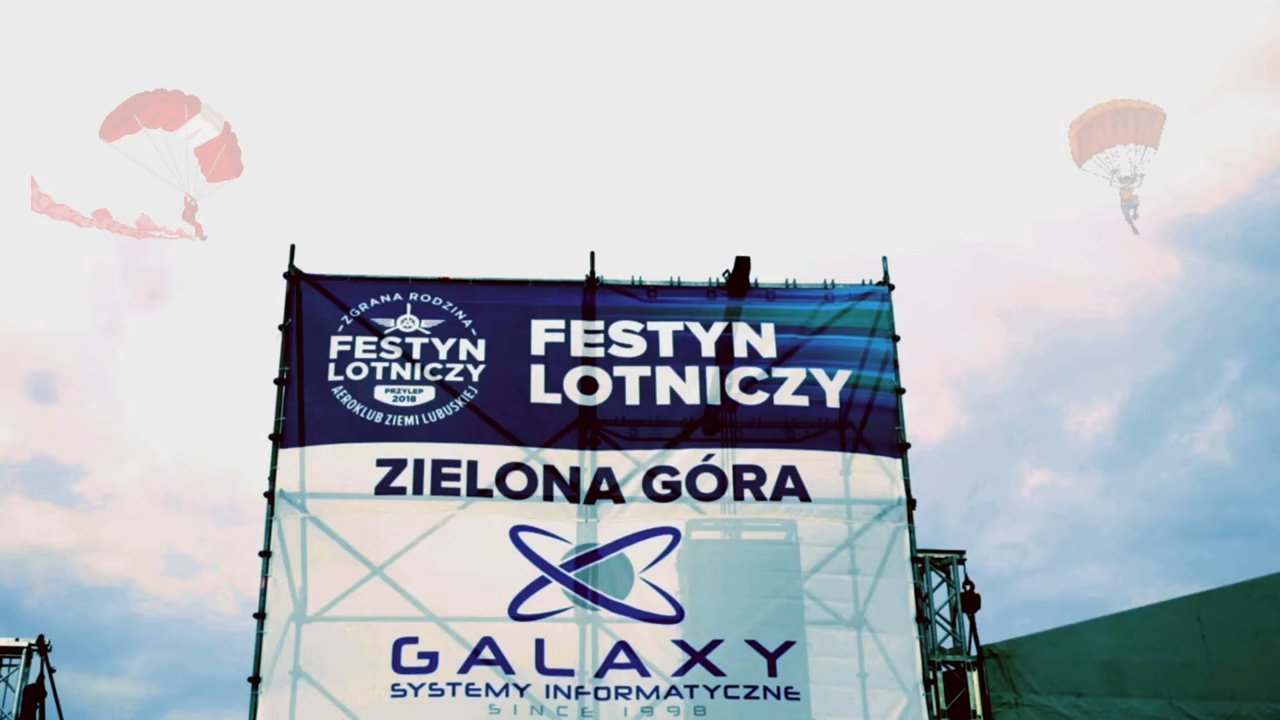 ZGRANA RODZINA
FESTYN
LOTNICZY
PRZYLEP
2018
AEROKLUB ZIEMI LUBUSKIEJ
FESTYN
LOTNICZY
ZIELONA GÓRA
GALAXY
SYSTEMY INFORMATYCZNE
SINCE 1998